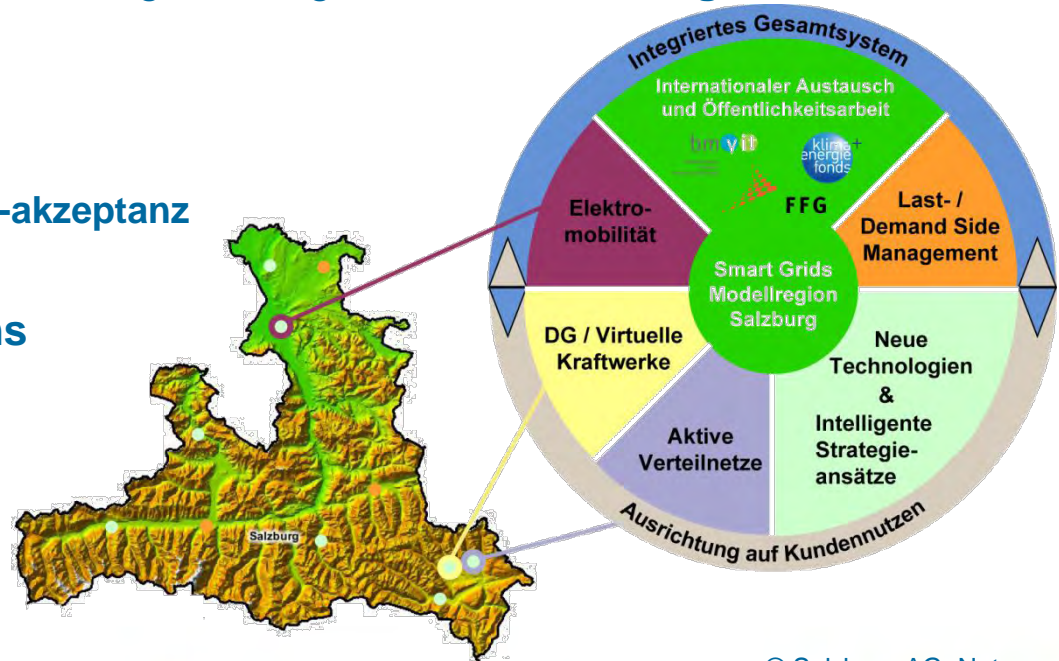 -akzeptanz
Integriertes Gesamtsystem
Internationaler Austausch
und Öffentlichkeitsarbeit
bmvit
klima+
energie
fonds
FFG
Elektro-
mobilität
Last- /
Demand Side
Management
Smart Grids
Modellregion
Salzburg
DG / Virtuelle
Kraftwerke
Neue
Technologien
&
Intelligente
Strategie-
ansätze
Aktive
Verteilnetze
Salzburg
Ausrichtung auf Kundennutzen